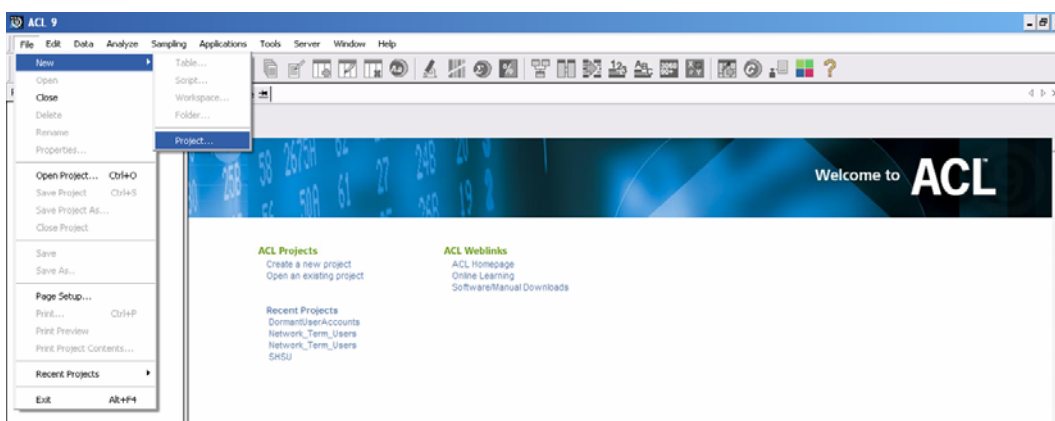 ACL 9
File Edit Data Analyze Sampling Applications Tools Server Window Help
New
Open
Close
Delete
Rename
Properties...
Open Project... Ctrl+O
Save Project Ctrl+S
Save Project As...
Close Project
Save
Save As..
Page Setup...
Print... Ctrl+P
Print Preview
Print Project Contents...
Recent Projects
Exit Alt+F4
Table...
Script...
Workspace...
Folder...
Project...
Welcome to ACL
ACL Projects
Create a new project
Open an existing project
Recent Projects
DormantUserAccounts
Network_Term_Users
Network_Term_Users
SHSU
ACL Weblinks
ACL Homepage
Online Learning
Software/Manual Downloads